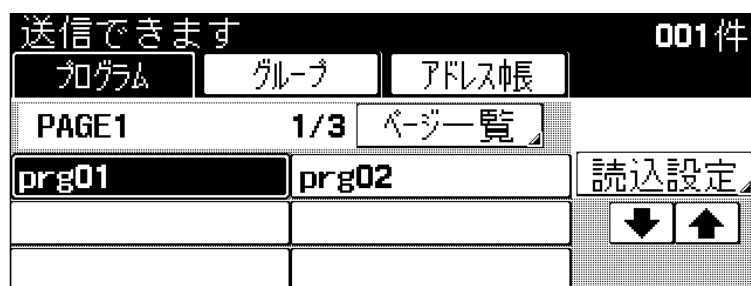 送信できます 001件
プログラム グループ アドレス帳
PAGE1 1/3 ページ一覧
prg01 prg02 読込設定